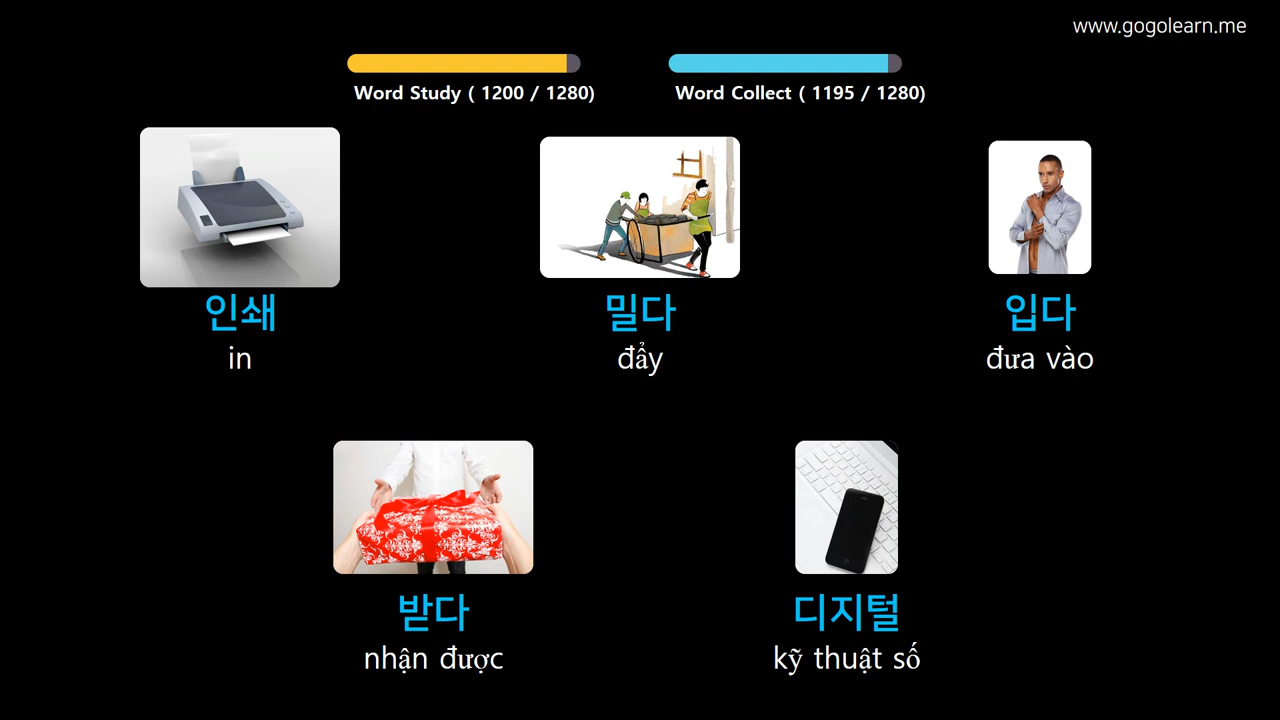 www.gogolearn.me
Word Study ( 1200 / 1280)
Word Collect ( 1195 / 1280)
인쇄
in
밀다
đẩy
입다
đưa vào
받다
nhận được
디지털
kỹ thuật số